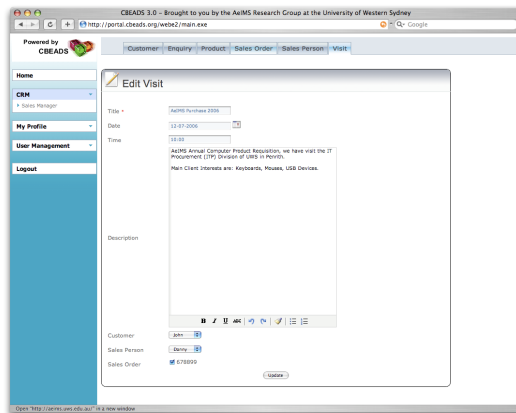 CBEADS 3.0 – Brought to you by the AeIMS Research Group at the University of Western Sydney
http://portal.cbeads.org/webe2/main.exe
Google
Powered by
CBEADS
Customer Enquiry Product Sales Order Sales Person Visit
Home
CRM
Sales Manager
My Profile
User Management
Logout
Edit Visit
Title * AeIMS Purchase 2006
Date 12-07-2006
Time 10:00
AeIMS Annual Computer Product Requisition, we have visit the IT
Procurement (ITP) Division of UWS in Penrith.
Main Client Interests are: Keyboards, Mouses, USB Devices.
Description
B I U ABC
Customer John
Sales Person Danny
Sales Order 678899
Update
Open "http://aeims.uws.edu.au/" in a new window